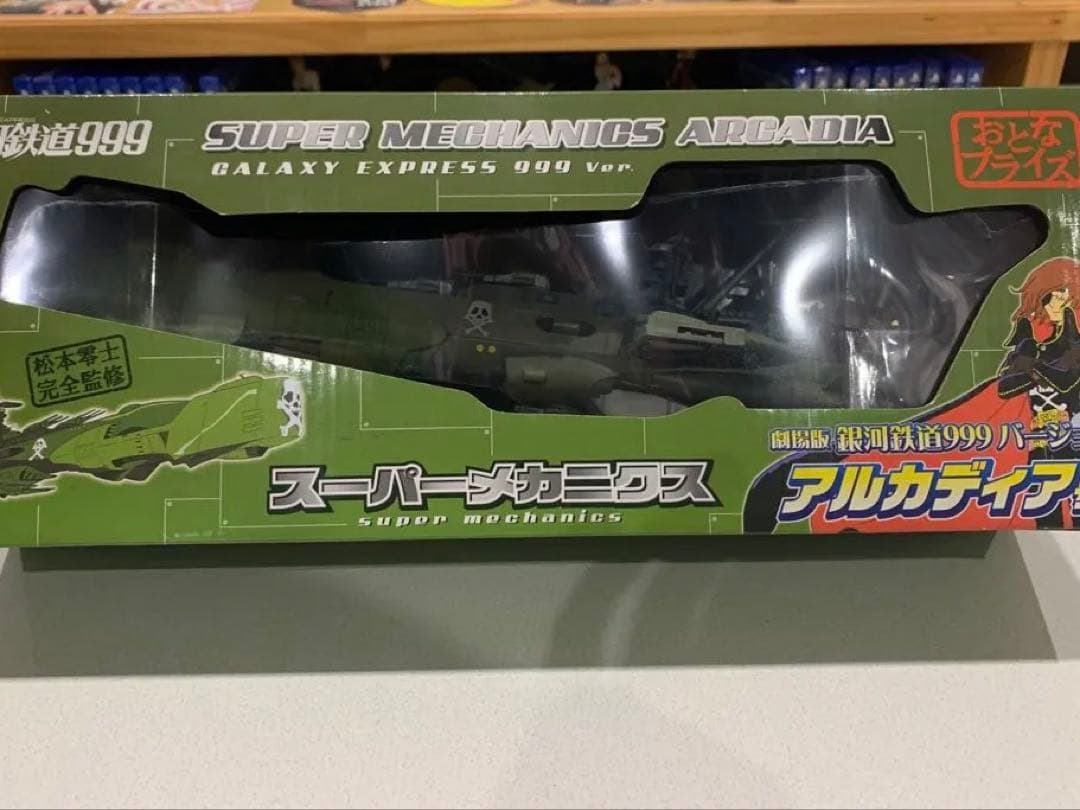 鉄道999
SUPER MECHANICS ARCADIA
GALAXY EXPRESS 999 Ver.
おとな
プライズ
松本零士
完全監修
劇場版 銀河鉄道999 バージョ
アルカディア
スーパーメカニクス
super mechanics